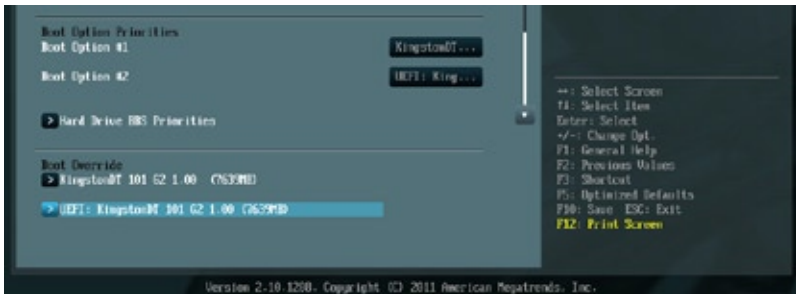 Boot Option Priorities
Boot Option #1 KingstonDT...
Boot Option #2 UEFI: King...
> Hard Drive BBS Priorities
Boot Override
> KingstonDT 101 G2 1.00 (7639MB)
> UEFI: KingstonDT 101 G2 1.00 (7639MB)
→←: Select Screen
↑↓: Select Item
Enter: Select
+/-: Change Opt.
F1: General Help
F2: Previous Values
F3: Shortcut
F5: Optimized Defaults
F10: Save ESC: Exit
F12: Print Screen
Version 2.10.1208. Copyright (C) 2011 American Megatrends, Inc.